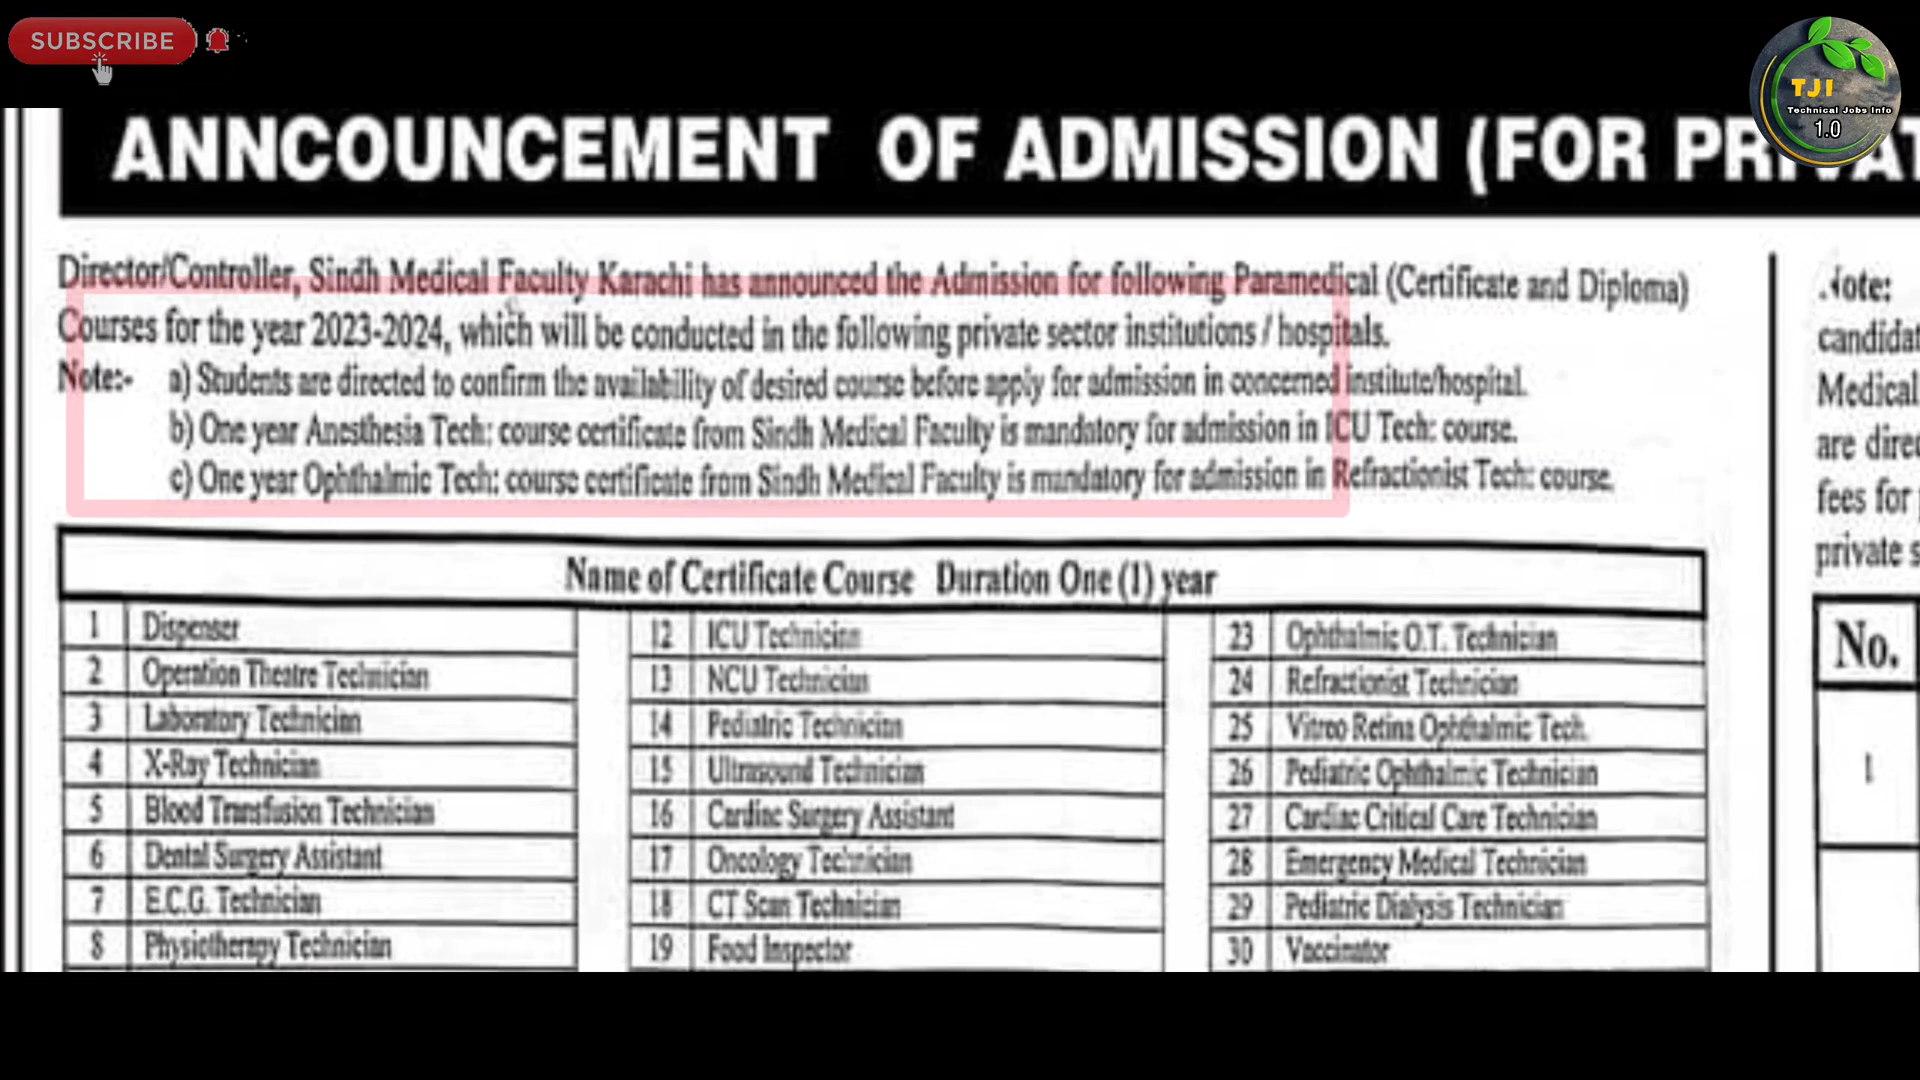 SUBSCRIBE
TJI
Technical Jobs Info
1.0
ANNCOUNCEMENT OF ADMISSION (FOR PRIVAT
Director/Controller, Sindh Medical Faculty Karachi has announced the Admission for following Paramedical (Certificate and Diploma)
Courses for the year 2023-2024, which will be conducted in the following private sector institutions / hospitals.
Note:- a) Students are directed to confirm the availability of desired course before apply for admission in concerned institute/hospital.
b) One year Anesthesia Tech: course certificate from Sindh Medical Faculty is mandatory for admission in ICU Tech: course.
c) One year Ophthalmic Tech: course certificate from Sindh Medical Faculty is mandatory for admission in Refractionist Tech: course.
Name of Certificate Course Duration One (1) year
1 Dispenser
2 Operation Theatre Technician
3 Laboratory Technician
4 X-Ray Technician
5 Blood Transfusion Technician
6 Dental Surgery Assistant
7 E.C.G. Technician
8 Physiotherapy Technician
12 ICU Technician
13 NCU Technician
14 Pediatric Technician
15 Ultrasound Technician
16 Cardiac Surgery Assistant
17 Oncology Technician
18 CT Scan Technician
19 Food Inspector
23 Ophthalmic O.T. Technician
24 Refractionist Technician
25 Vitreo Retina Ophthalmic Tech.
26 Pediatric Ophthalmic Technician
27 Cardiac Critical Care Technician
28 Emergency Medical Technician
29 Pediatric Dialysis Technician
30 Vaccinator
Note:
candidat
Medical
are direc
fees for
private s
No.
1